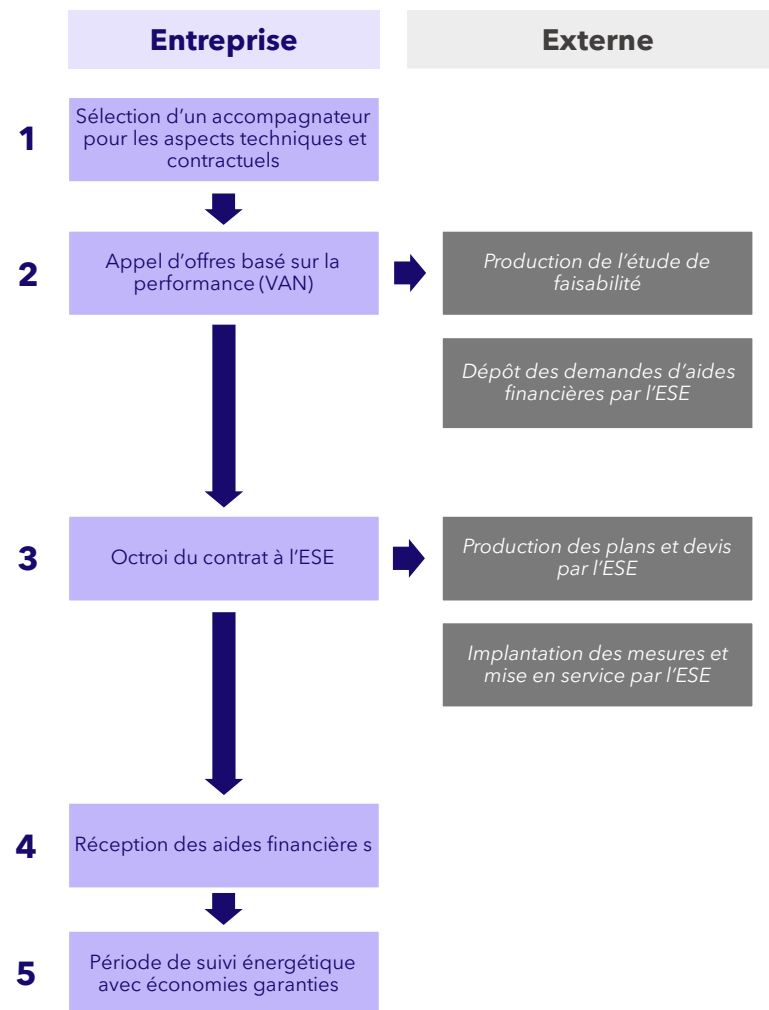 Entreprise
Externe
1
Sélection d’un accompagnateur
pour les aspects techniques et
contractuels
2
Appel d’offres basé sur la
performance (VAN)
Production de l’étude de
faisabilité
Dépôt des demandes d’aides
financières par l’ESE
3
Octroi du contrat à l’ESE
Production des plans et devis
par l’ESE
Implantation des mesures et
mise en service par l’ESE
4
Réception des aides financière s
5
Période de suivi énergétique
avec économies garanties